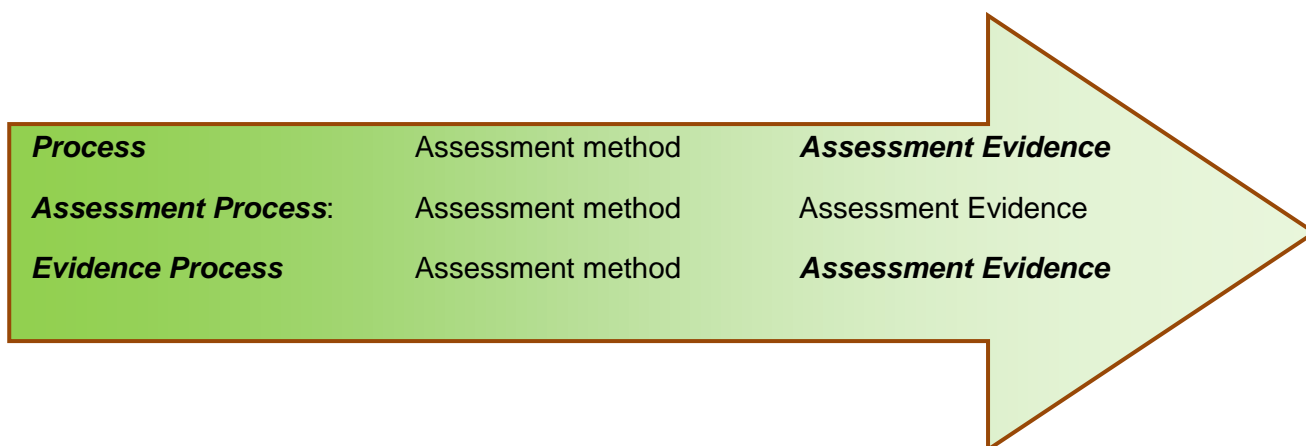 Process Assessment method Assessment Evidence
Assessment Process: Assessment method Assessment Evidence
Evidence Process Assessment method Assessment Evidence